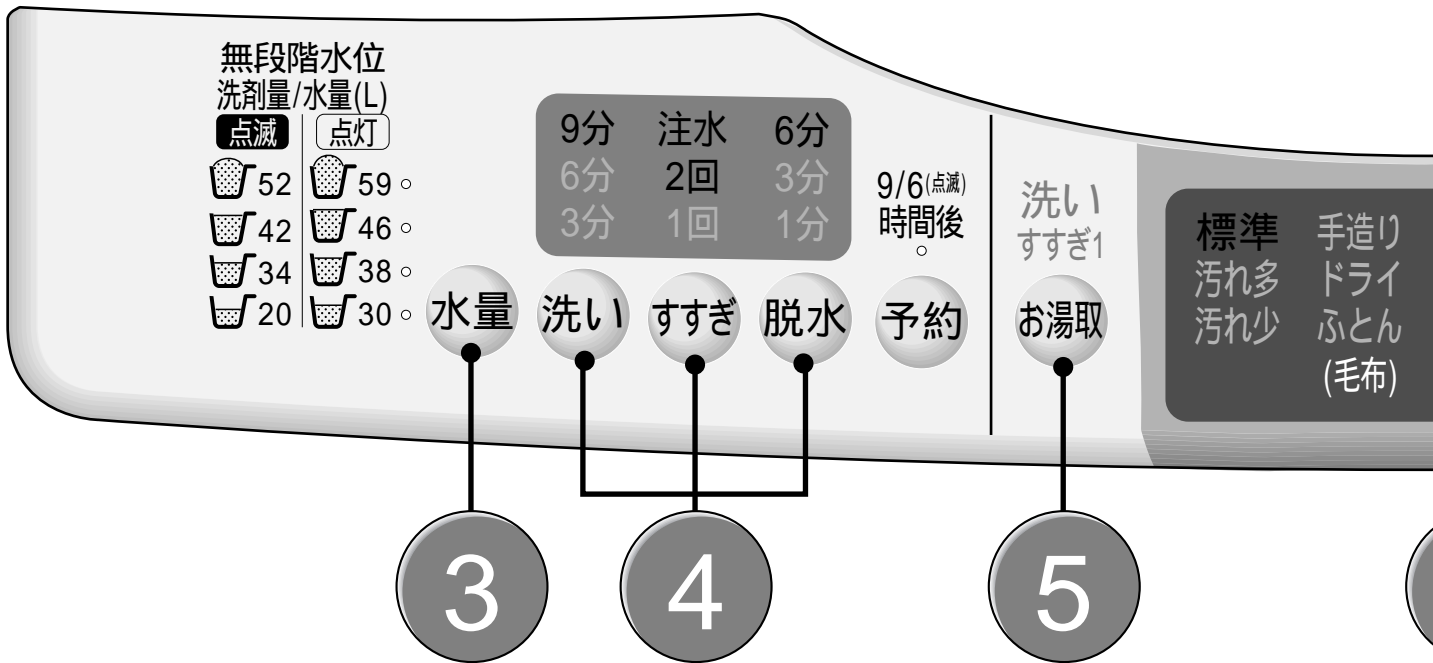 無段階水位
洗剤量/水量(L)
点滅 点灯
52 59
42 46
34 38
20 30
水量
9分 注水 6分
6分 2回 3分
3分 1回 1分
洗い すすぎ 脱水
9/6(点滅)
時間後
予約
洗い
すすぎ1
お湯取
標準 手造り
汚れ多 ドライ
汚れ少 ふとん
(毛布)
3 4 5